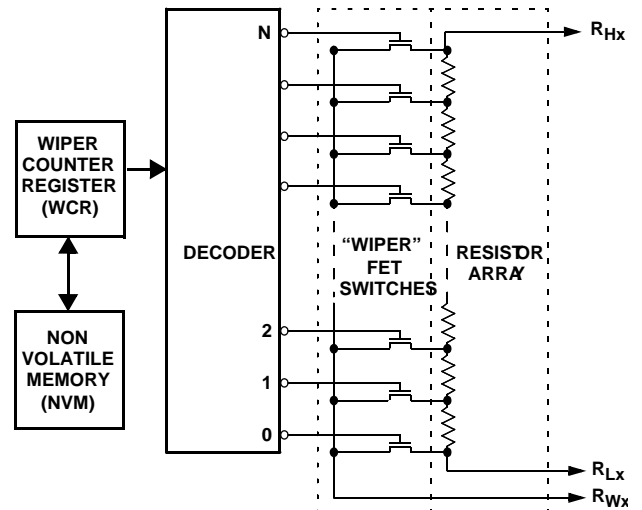 N
R_Hx
WIPER
COUNTER
REGISTER
(WCR)
DECODER
“WIPER”
FET
SWITCHES
RESISTOR
ARRAY
NON
VOLATILE
MEMORY
(NVM)
2
1
0
R_Lx
R_Wx